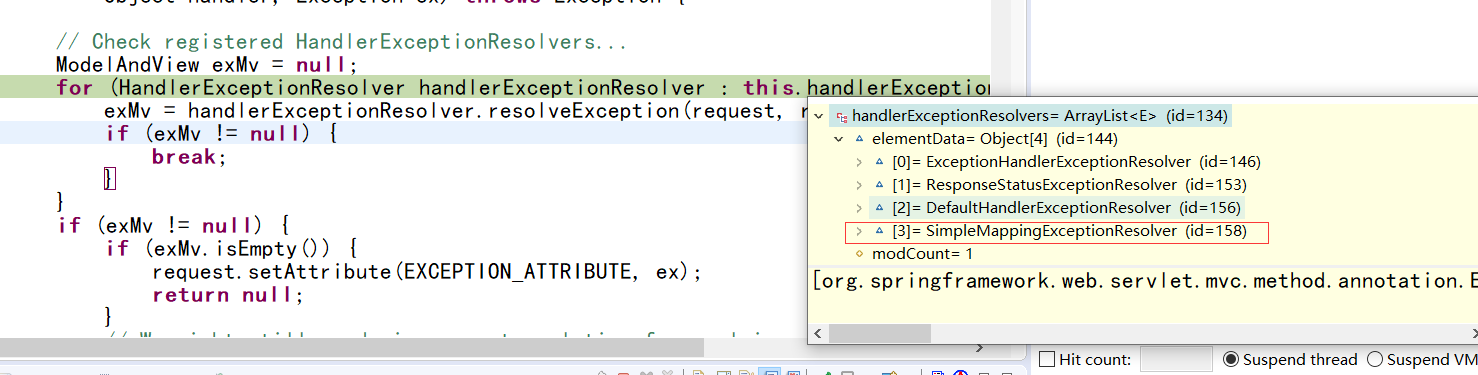 Object handler, Exception ex) throws Exception {
// Check registered HandlerExceptionResolvers...
ModelAndView exMv = null;
for (HandlerExceptionResolver handlerExceptionResolver : this.handlerException
exMv = handlerExceptionResolver.resolveException(request, r
if (exMv != null) {
break;
}
}
if (exMv != null) {
if (exMv.isEmpty()) {
request.setAttribute(EXCEPTION_ATTRIBUTE, ex);
return null;
}
handlerExceptionResolvers= ArrayList<E> (id=134)
elementData= Object[4] (id=144)
[0]= ExceptionHandlerExceptionResolver (id=146)
[1]= ResponseStatusExceptionResolver (id=153)
[2]= DefaultHandlerExceptionResolver (id=156)
[3]= SimpleMappingExceptionResolver (id=158)
modCount= 1
[org.springframework.web.servlet.mvc.method.annotation.E
Hit count:
Suspend thread
Suspend VM